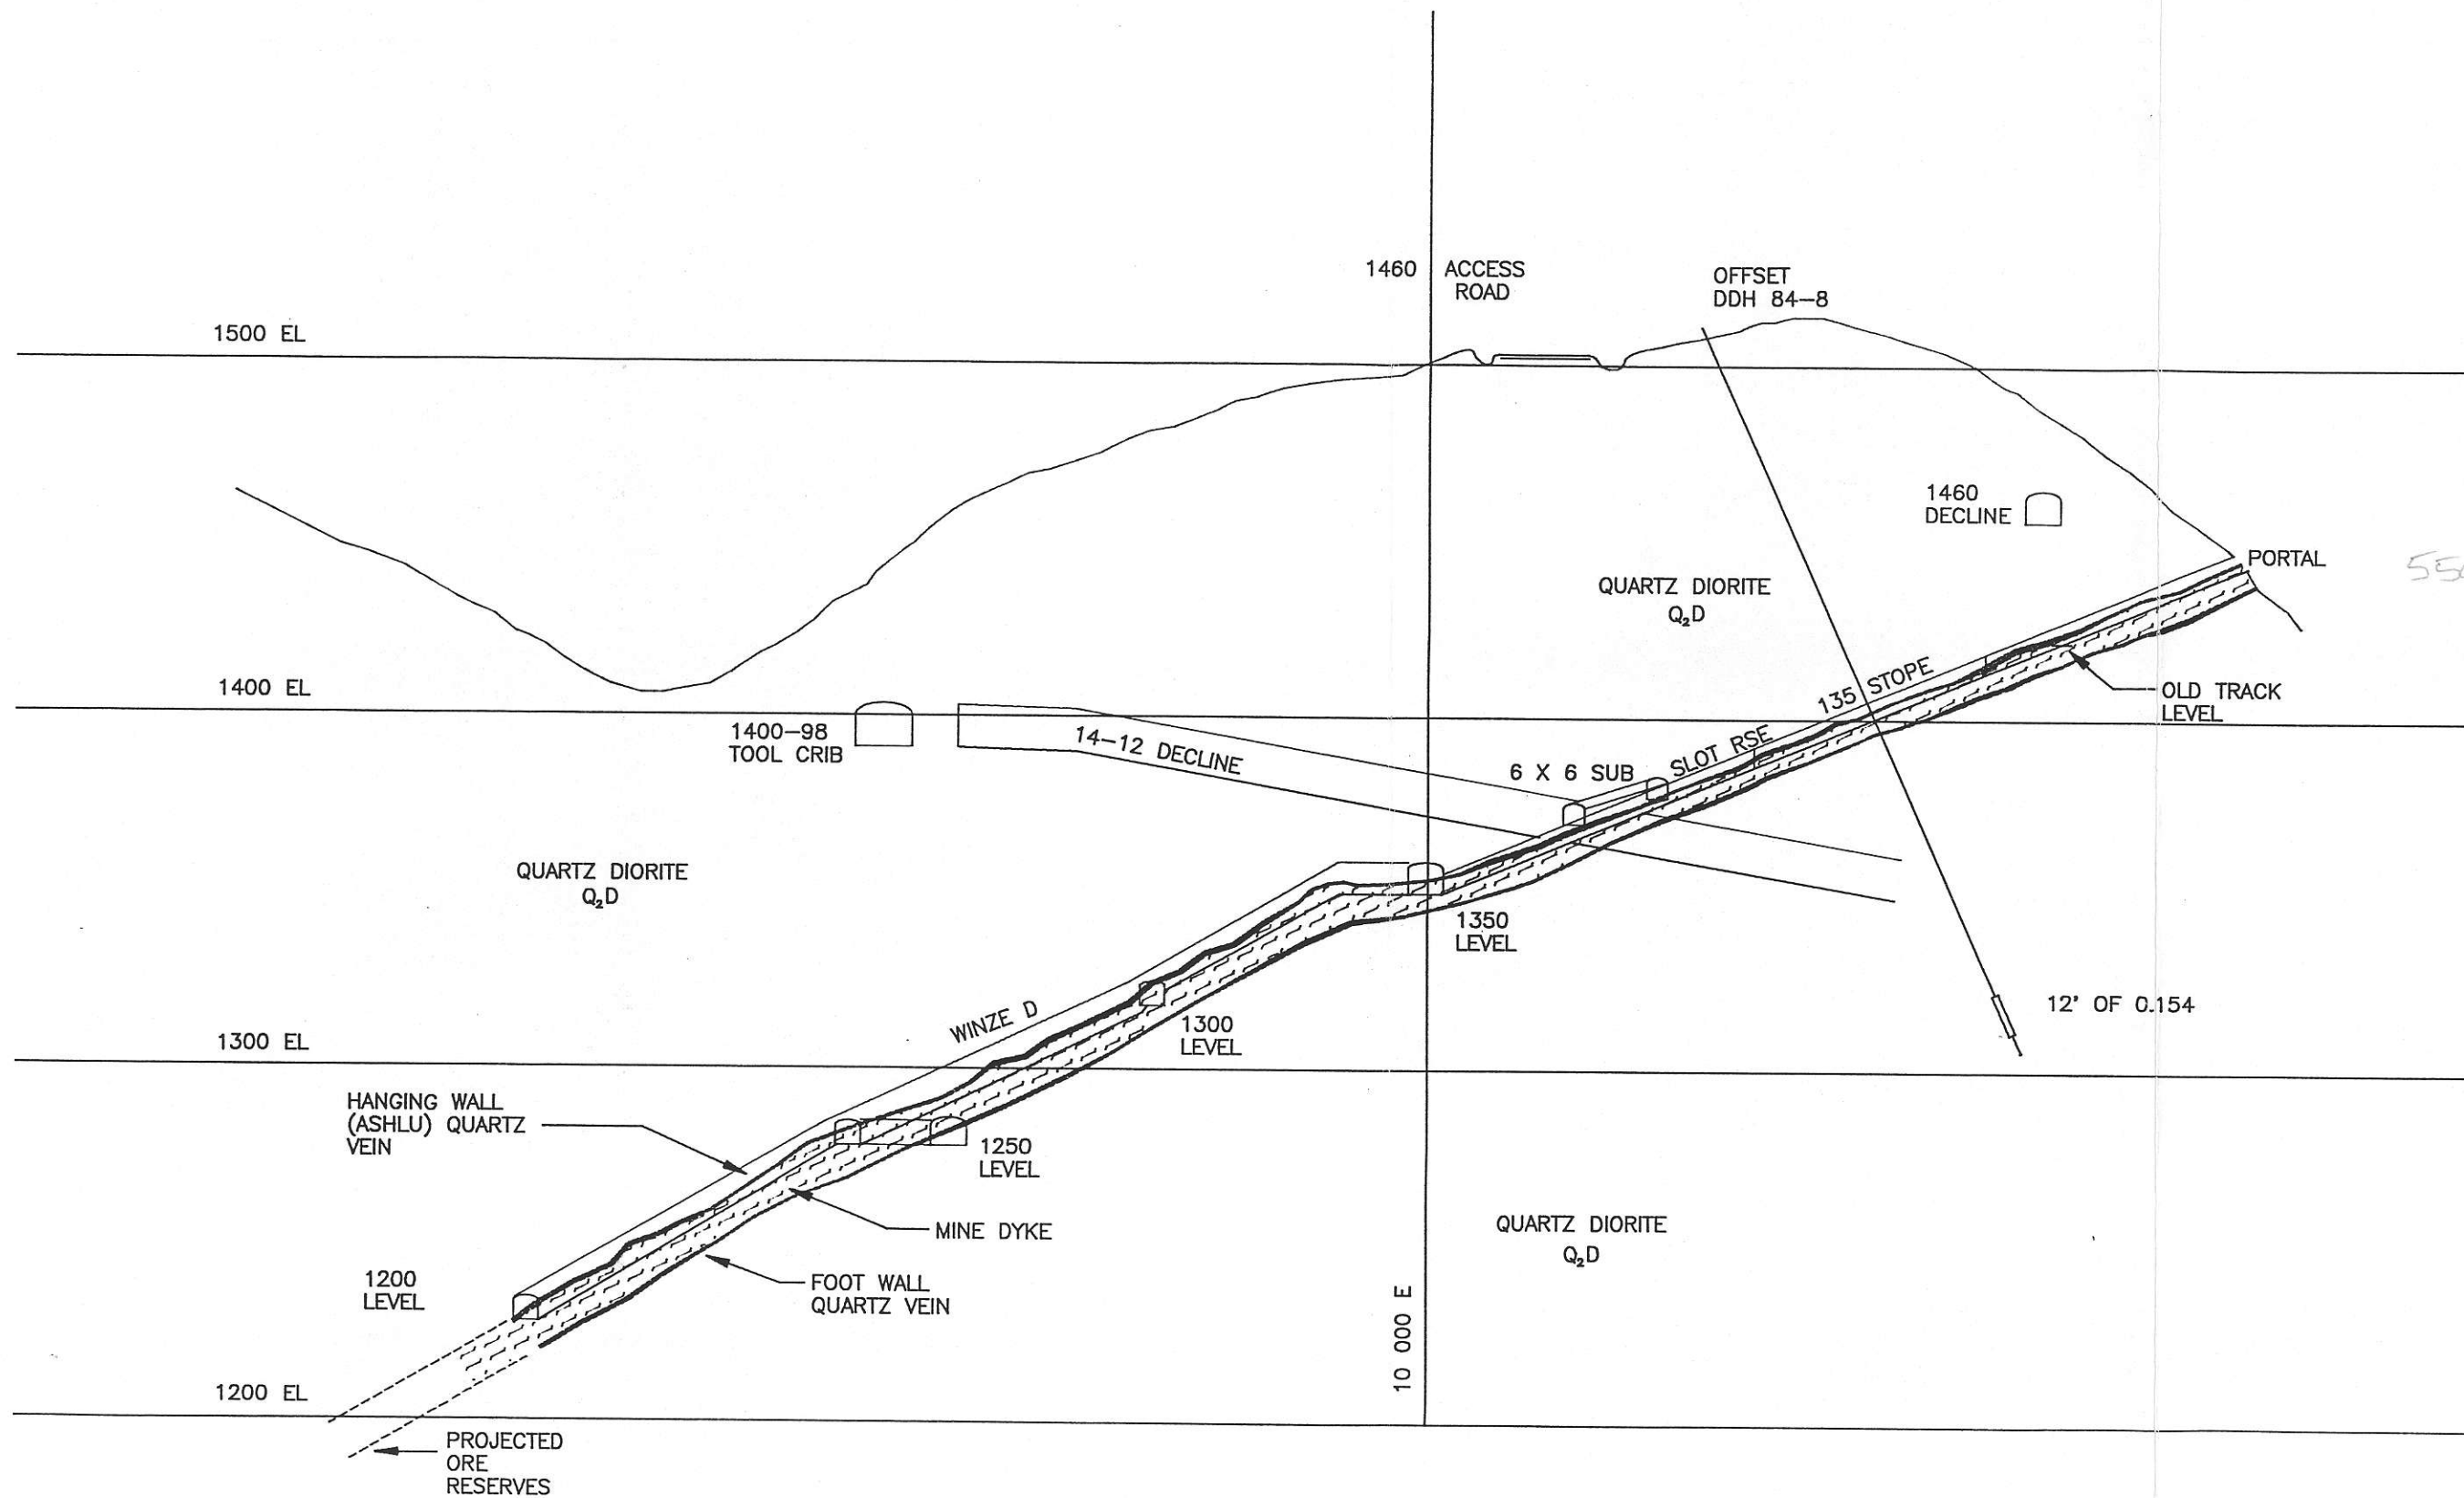 1460 ACCESS
ROAD
OFFSET
DDH 84-8
1500 EL
1460
DECLINE
PORTAL
QUARTZ DIORITE
Q₂D
1400 EL
135 STOPE
OLD TRACK
LEVEL
1400-98
TOOL CRIB
14-12 DECLINE
6 X 6 SUB
SLOT RSE
QUARTZ DIORITE
Q₂D
1350
LEVEL
WINZE D
12' OF 0.154
1300
LEVEL
1300 EL
HANGING WALL
(ASHLU) QUARTZ
VEIN
1250
LEVEL
MINE DYKE
QUARTZ DIORITE
Q₂D
1200
LEVEL
FOOT WALL
QUARTZ VEIN
10 000 E
1200 EL
PROJECTED
ORE
RESERVES